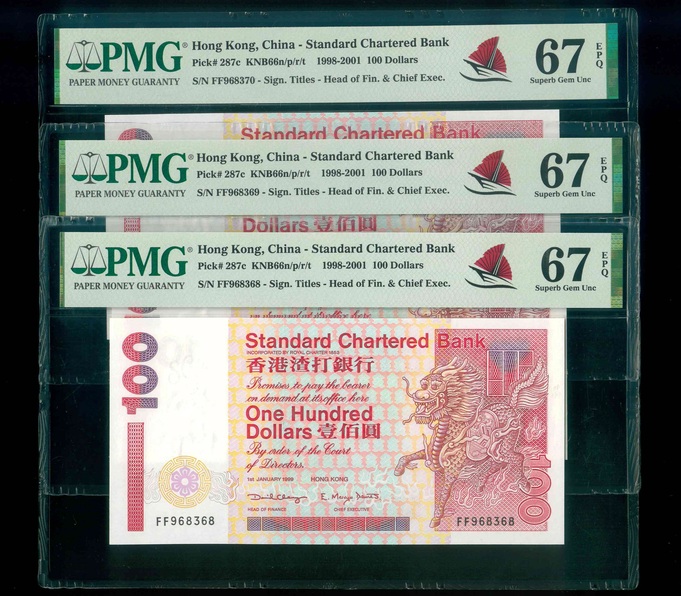 PMG®
PAPER MONEY GUARANTY
Hong Kong, China - Standard Chartered Bank
Pick# 287c KNB66n/p/r/t 1998-2001 100 Dollars
S/N FF968370 - Sign. Titles - Head of Fin. & Chief Exec.
67 EPQ
Superb Gem Unc
Standard Chartered Bank
PMG®
PAPER MONEY GUARANTY
Hong Kong, China - Standard Chartered Bank
Pick# 287c KNB66n/p/r/t 1998-2001 100 Dollars
S/N FF968369 - Sign. Titles - Head of Fin. & Chief Exec.
67 EPQ
Superb Gem Unc
Dollars 壹佰圓
PMG®
PAPER MONEY GUARANTY
Hong Kong, China - Standard Chartered Bank
Pick# 287c KNB66n/p/r/t 1998-2001 100 Dollars
S/N FF968368 - Sign. Titles - Head of Fin. & Chief Exec.
67 EPQ
Superb Gem Unc
100
Standard Chartered Bank
INCORPORATED BY ROYAL CHARTER 1853
香港渣打銀行
Promises to pay the bearer
on demand at its office here
One Hundred
Dollars 壹佰圓
By order of the Court
of Directors.
1st JANUARY 1999 HONG KONG
HEAD OF FINANCE CHIEF EXECUTIVE
FF968368
FF968368
100